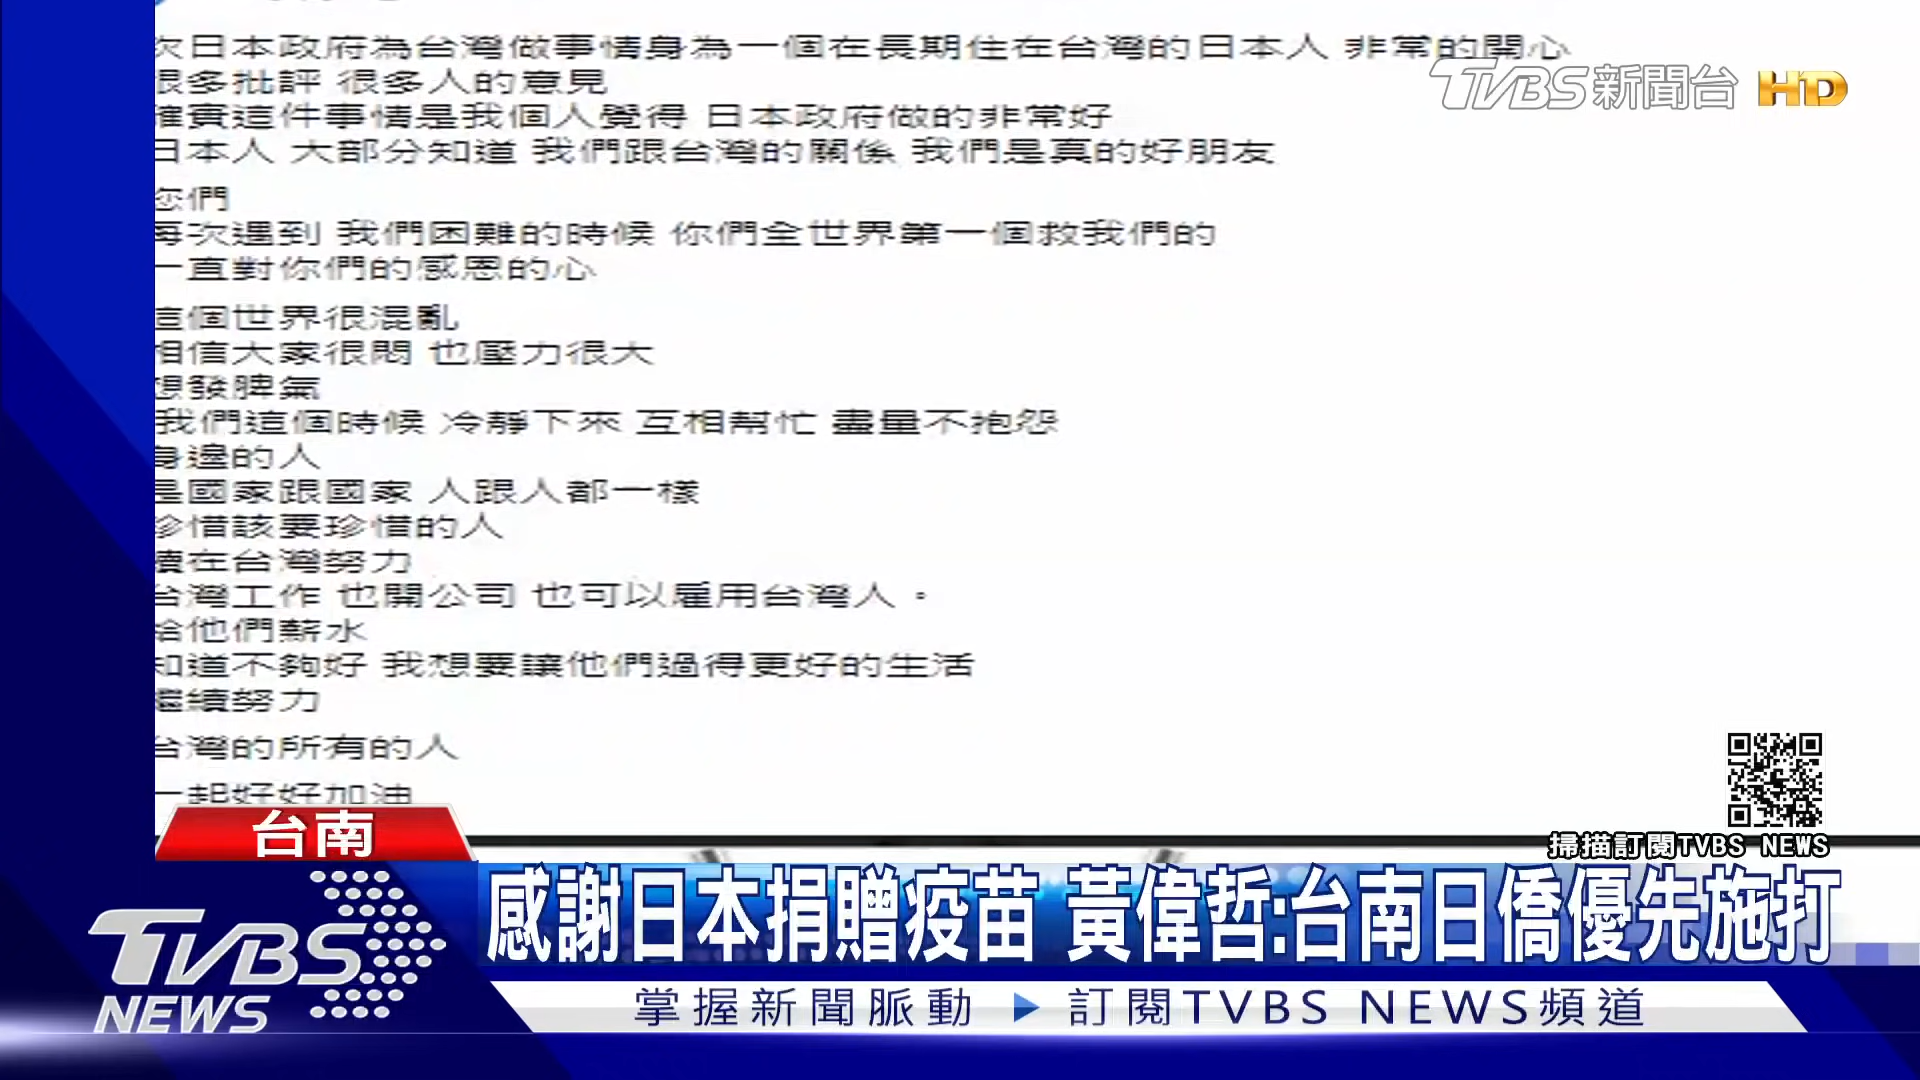 次日本政府為台灣做事情身為一個在長期住在台灣的日本人 非常的開心
很多批評 很多人的意見
TVBS新聞台 HD
確實這件事情是我個人覺得 日本政府做的非常好
日本人 大部分知道 我們跟台灣的關係 我們是真的好朋友
您們
每次遇到 我們困難的時候 你們全世界第一個救我們的
一直對你們的感恩的心
這個世界很混亂
相信大家很悶 也壓力很大
想發脾氣
我們這個時候 冷靜下來 互相幫忙 盡量不抱怨
身邊的人
是國家跟國家 人跟人都一樣
珍惜該要珍惜的人
續在台灣努力
台灣工作 也開公司 也可以雇用台灣人。
給他們薪水
知道不夠好 我想要讓他們過得更好的生活
繼續努力
台灣的所有的人
一起好好加油
掃描訂閱TVBS NEWS
台南
感謝日本捐贈疫苗 黃偉哲:台南日僑優先施打
TVBS NEWS
掌握新聞脈動 ▶ 訂閱TVBS NEWS頻道